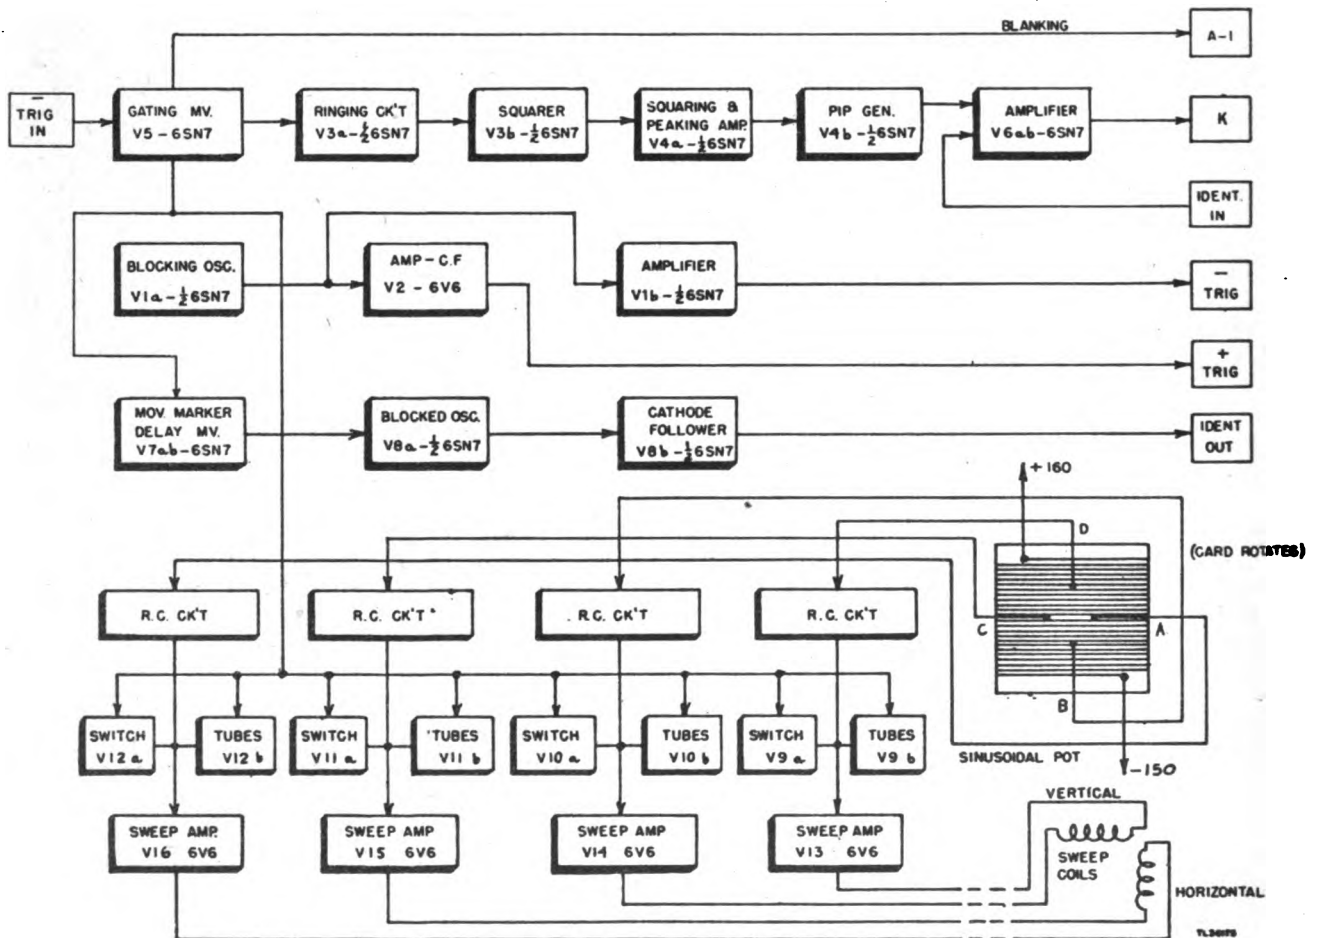 BLANKING
A-1
— TRIG IN
GATING MV.
V5-6SN7
RINGING CK'T
V3a-½6SN7
SQUARER
V3b-½6SN7
SQUARING &
PEAKING AMP.
V4a-½6SN7
PIP GEN.
V4b-½6SN7
AMPLIFIER
V6ab-6SN7
K
IDENT.
IN
BLOCKING OSC.
V1a-½6SN7
AMP-C.F
V2-6V6
AMPLIFIER
V1b-½6SN7
—
TRIG
+
TRIG
MOV. MARKER
DELAY MV.
V7ab-6SN7
BLOCKED OSC.
V8a-½6SN7
CATHODE
FOLLOWER
V8b-½6SN7
IDENT
OUT
+160
D
(CARD ROTATES)
R.C. CK'T
R.C. CK'T
R.C. CK'T
R.C. CK'T
C
A
B
SWITCH
V12a
TUBES
V12b
SWITCH
V11a
TUBES
V11b
SWITCH
V10a
TUBES
V10b
SWITCH
V9a
TUBES
V9b
SINUSOIDAL POT
-150
VERTICAL
SWEEP AMP.
V16 6V6
SWEEP AMP
V15 6V6
SWEEP AMP
V14 6V6
SWEEP AMP
V13 6V6
SWEEP
COILS
HORIZONTAL